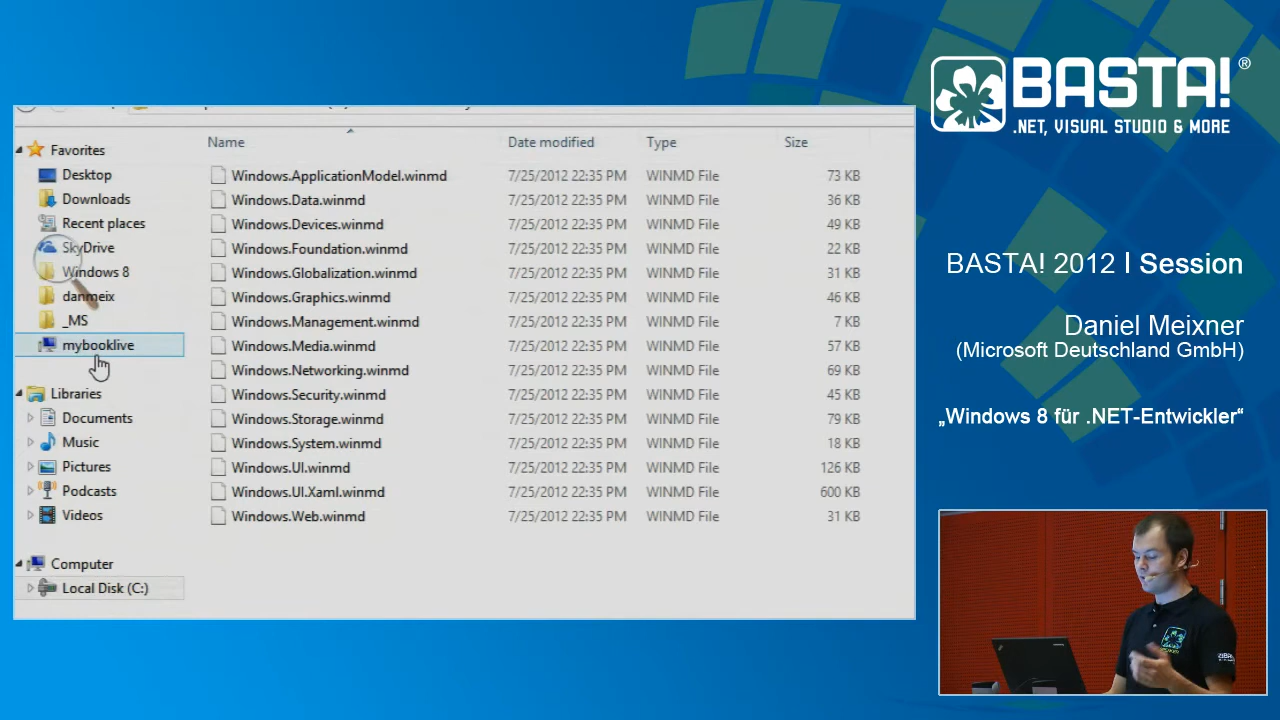 BASTA!®
.NET, VISUAL STUDIO & MORE
BASTA! 2012 I Session
Daniel Meixner
(Microsoft Deutschland GmbH)
„Windows 8 für .NET-Entwickler“
Favorites
Desktop
Downloads
Recent places
SkyDrive
Windows 8
danmeix
_MS
mybooklive
Libraries
Documents
Music
Pictures
Podcasts
Videos
Computer
Local Disk (C:)
Name Date modified Type Size
Windows.ApplicationModel.winmd 7/25/2012 22:35 PM WINMD File 73 KB
Windows.Data.winmd 7/25/2012 22:35 PM WINMD File 36 KB
Windows.Devices.winmd 7/25/2012 22:35 PM WINMD File 49 KB
Windows.Foundation.winmd 7/25/2012 22:35 PM WINMD File 22 KB
Windows.Globalization.winmd 7/25/2012 22:35 PM WINMD File 31 KB
Windows.Graphics.winmd 7/25/2012 22:35 PM WINMD File 46 KB
Windows.Management.winmd 7/25/2012 22:35 PM WINMD File 7 KB
Windows.Media.winmd 7/25/2012 22:35 PM WINMD File 57 KB
Windows.Networking.winmd 7/25/2012 22:35 PM WINMD File 69 KB
Windows.Security.winmd 7/25/2012 22:35 PM WINMD File 45 KB
Windows.Storage.winmd 7/25/2012 22:35 PM WINMD File 79 KB
Windows.System.winmd 7/25/2012 22:35 PM WINMD File 18 KB
Windows.UI.winmd 7/25/2012 22:35 PM WINMD File 126 KB
Windows.UI.Xaml.winmd 7/25/2012 22:35 PM WINMD File 600 KB
Windows.Web.winmd 7/25/2012 22:35 PM WINMD File 31 KB